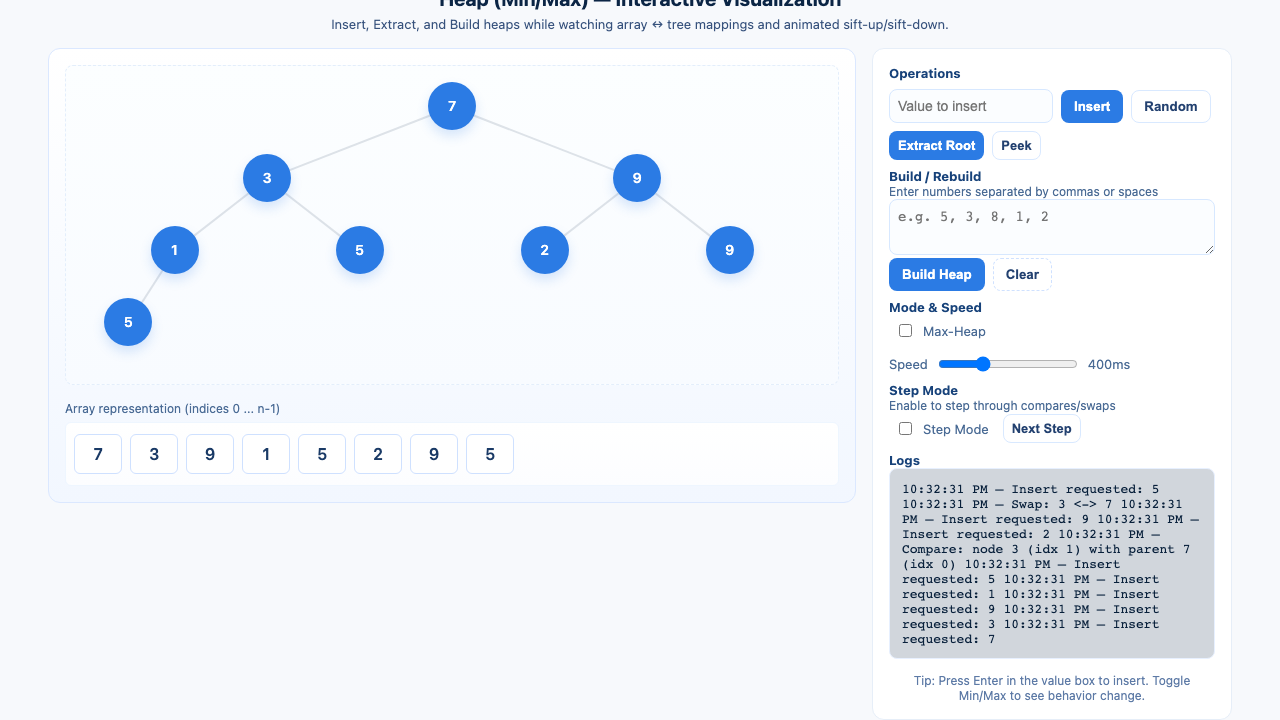 Heap (Min/Max) — Interactive Visualization
Insert, Extract, and Build heaps while watching array ↔ tree mappings and animated sift-up/sift-down.
7
3
9
1
5
2
9
5
Array representation (indices 0 ... n-1)
7 3 9 1 5 2 9 5
Operations
Value to insert
Insert
Random
Extract Root
Peek
Build / Rebuild
Enter numbers separated by commas or spaces
e.g. 5, 3, 8, 1, 2
Build Heap
Clear
Mode & Speed
Max-Heap
Speed
400ms
Step Mode
Enable to step through compares/swaps
Step Mode
Next Step
Logs
10:32:31 PM — Insert requested: 5
10:32:31 PM — Swap: 3 <-> 7 10:32:31
PM — Insert requested: 9 10:32:31 PM —
Insert requested: 2 10:32:31 PM —
Compare: node 3 (idx 1) with parent 7
(idx 0) 10:32:31 PM — Insert
requested: 5 10:32:31 PM — Insert
requested: 1 10:32:31 PM — Insert
requested: 9 10:32:31 PM — Insert
requested: 3 10:32:31 PM — Insert
requested: 7
Tip: Press Enter in the value box to insert. Toggle
Min/Max to see behavior change.